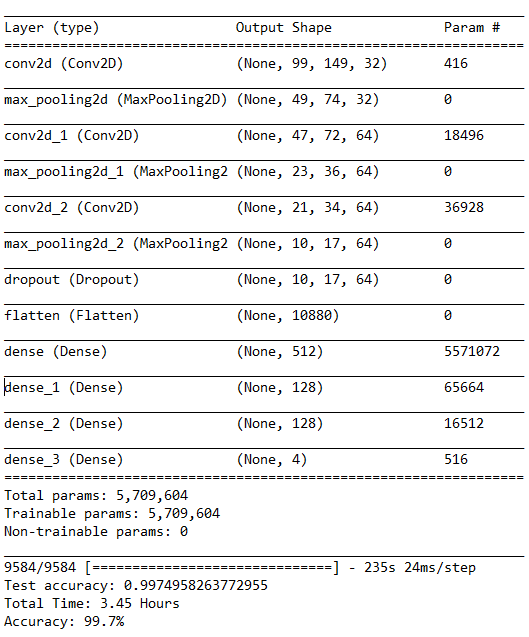 Layer (type) Output Shape Param #
=================================================================
conv2d (Conv2D) (None, 99, 149, 32) 416
max_pooling2d (MaxPooling2D) (None, 49, 74, 32) 0
conv2d_1 (Conv2D) (None, 47, 72, 64) 18496
max_pooling2d_1 (MaxPooling2 (None, 23, 36, 64) 0
conv2d_2 (Conv2D) (None, 21, 34, 64) 36928
max_pooling2d_2 (MaxPooling2 (None, 10, 17, 64) 0
dropout (Dropout) (None, 10, 17, 64) 0
flatten (Flatten) (None, 10880) 0
dense (Dense) (None, 512) 5571072
dense_1 (Dense) (None, 128) 65664
dense_2 (Dense) (None, 128) 16512
dense_3 (Dense) (None, 4) 516
=================================================================
Total params: 5,709,604
Trainable params: 5,709,604
Non-trainable params: 0
9584/9584 [==============================] - 235s 24ms/step
Test accuracy: 0.9974958263772955
Total Time: 3.45 Hours
Accuracy: 99.7%